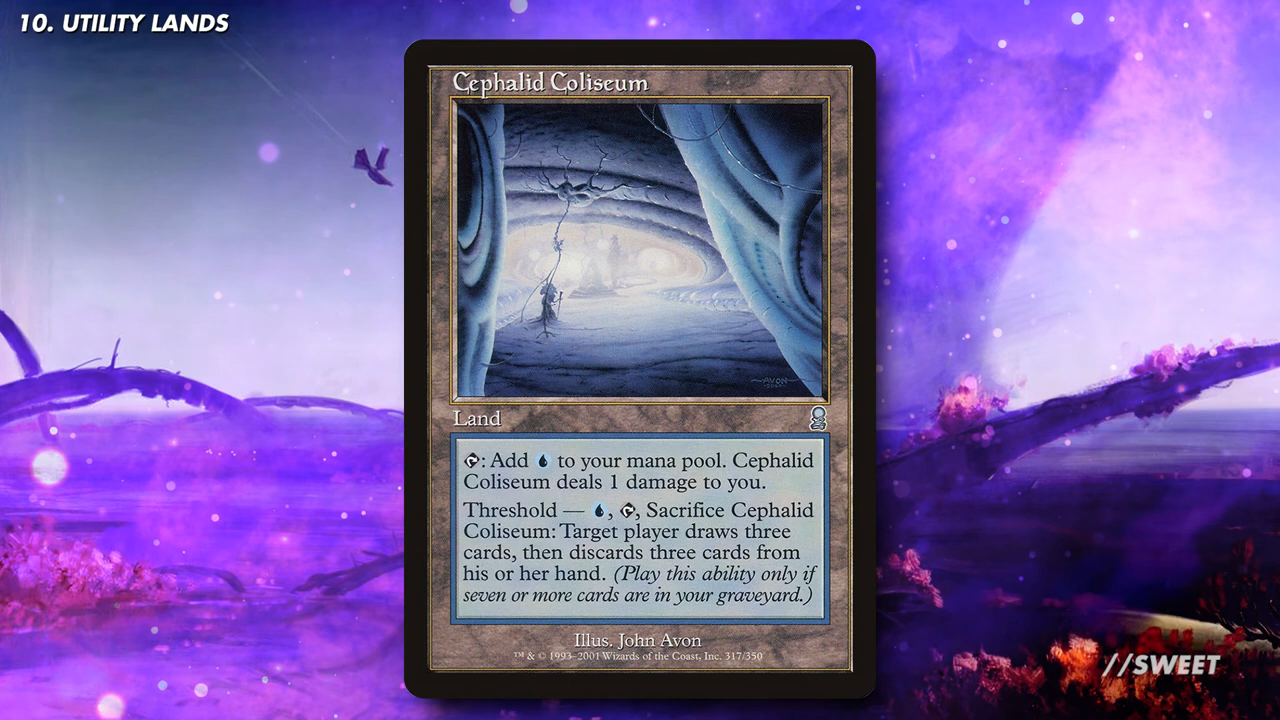 10. UTILITY LANDS
Cephalid Coliseum
AVON
Land
: Add to your mana pool. Cephalid
Coliseum deals 1 damage to you.
Threshold — , , Sacrifice Cephalid
Coliseum: Target player draws three
cards, then discards three cards from
his or her hand. (Play this ability only if
seven or more cards are in your graveyard.)
Illus. John Avon
™ & © 1993–2001 Wizards of the Coast, Inc. 317/350
//SWEET